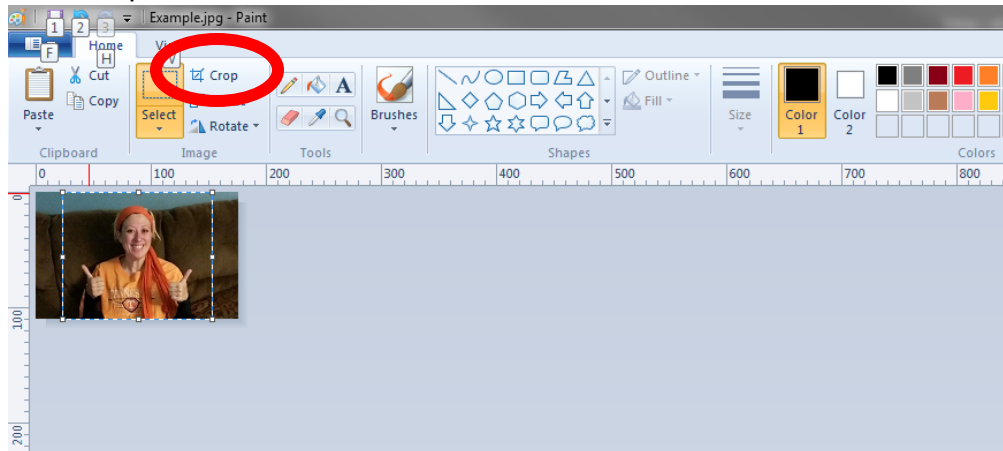 Example.jpg - Paint
1 2 3
F Home
H V
Cut
Copy
Paste
Select
Crop
Rotate
A
Brushes
Outline
Fill
Size
Color 1
Color 2
Clipboard Image Tools Shapes Colors
0 100 200 300 400 500 600 700 800
0
100
200